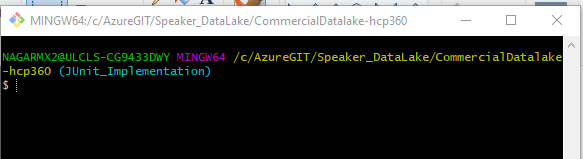 MINGW64:/c/AzureGIT/Speaker_DataLake/CommercialDatalake-hcp360
NAGARMX2@ULCLS-CG9433DWY MINGW64 /c/AzureGIT/Speaker_DataLake/CommercialDatalake
-hcp360 (JUnit_Implementation)
$